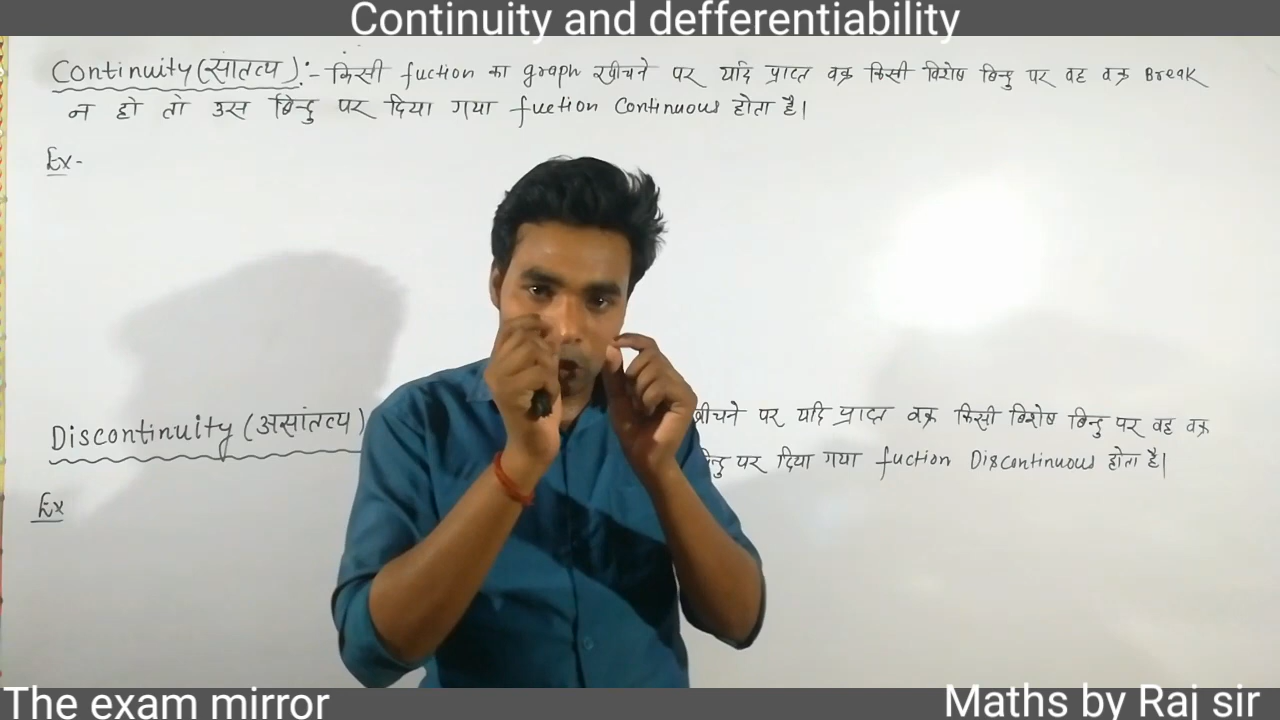 Continuity and defferentiability
Continuity (सांतत्य) :- किसी fuction का graph खींचने पर यदि प्राप्त वक्र किसी विशेष बिन्दु पर वह वक्र Break
न हो तो उस बिन्दु पर दिया गया fuction Continuous होता है।
Ex-
Discontinuity (असांतत्य) खींचने पर यदि प्राप्त वक्र किसी विशेष बिन्दु पर वह वक्र
पर दिया गया fuction Discontinuous होता है।
Ex
The exam mirror
Maths by Raj sir